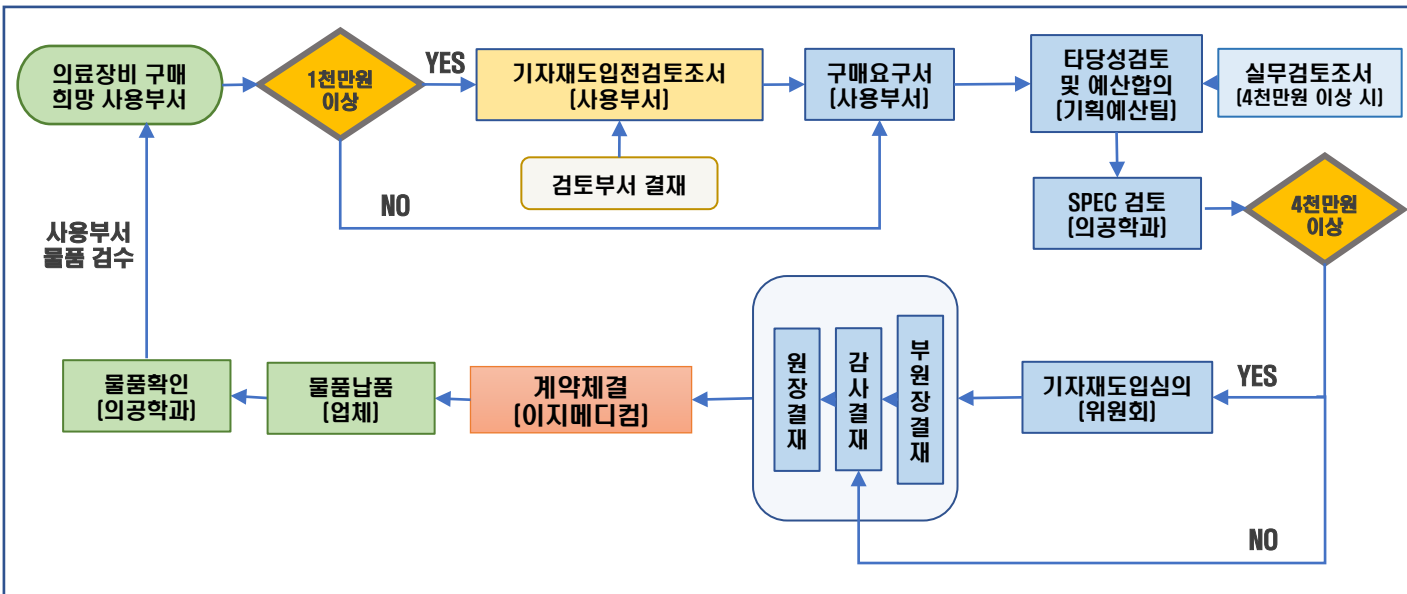 의료장비 구매
희망 사용부서
1천만원
이상
YES
기자재도입전검토조서
(사용부서)
구매요구서
(사용부서)
타당성검토
및 예산합의
(기획예산팀)
실무검토조서
(4천만원 이상 시)
검토부서 결재
NO
SPEC 검토
(의공학과)
4천만원
이상
사용부서
물품 검수
물품확인
(의공학과)
물품납품
(업체)
계약체결
(이지메디컴)
원장결재
감사결재
부원장결재
기자재도입심의
(위원회)
YES
NO